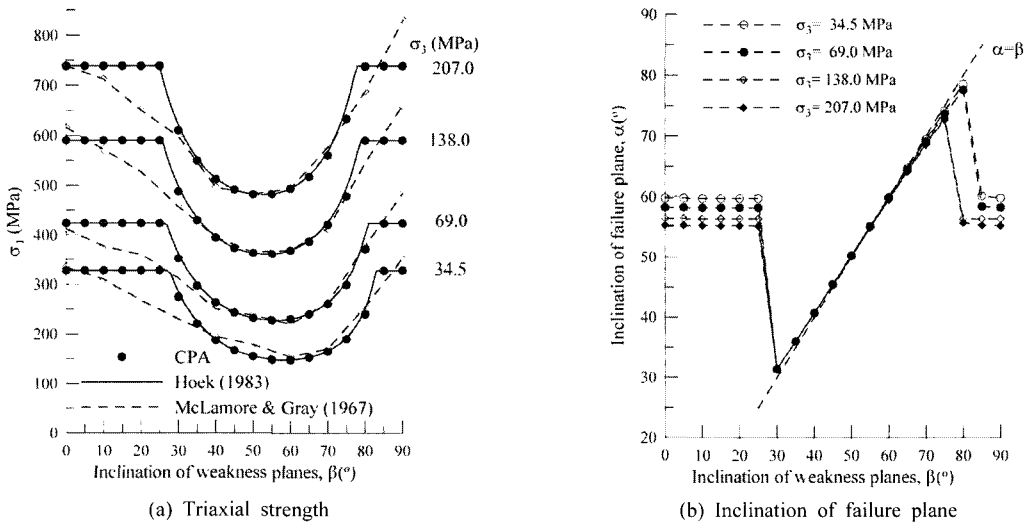 800
700
600
500
400
300
200
100
0
σ₁ (MPa)
σ₃ (MPa)
207.0
138.0
69.0
34.5
CPA
Hoek (1983)
McLamore & Gray (1967)
0 10 20 30 40 50 60 70 80 90
Inclination of weakness planes, β(°)
(a) Triaxial strength
90
80
70
60
50
40
30
20
Inclination of failure plane, α(°)
σ₃= 34.5 MPa
σ₃= 69.0 MPa
σ₃= 138.0 MPa
σ₃= 207.0 MPa
α=β
0 10 20 30 40 50 60 70 80 90
Inclination of weakness planes, β(°)
(b) Inclination of failure plane